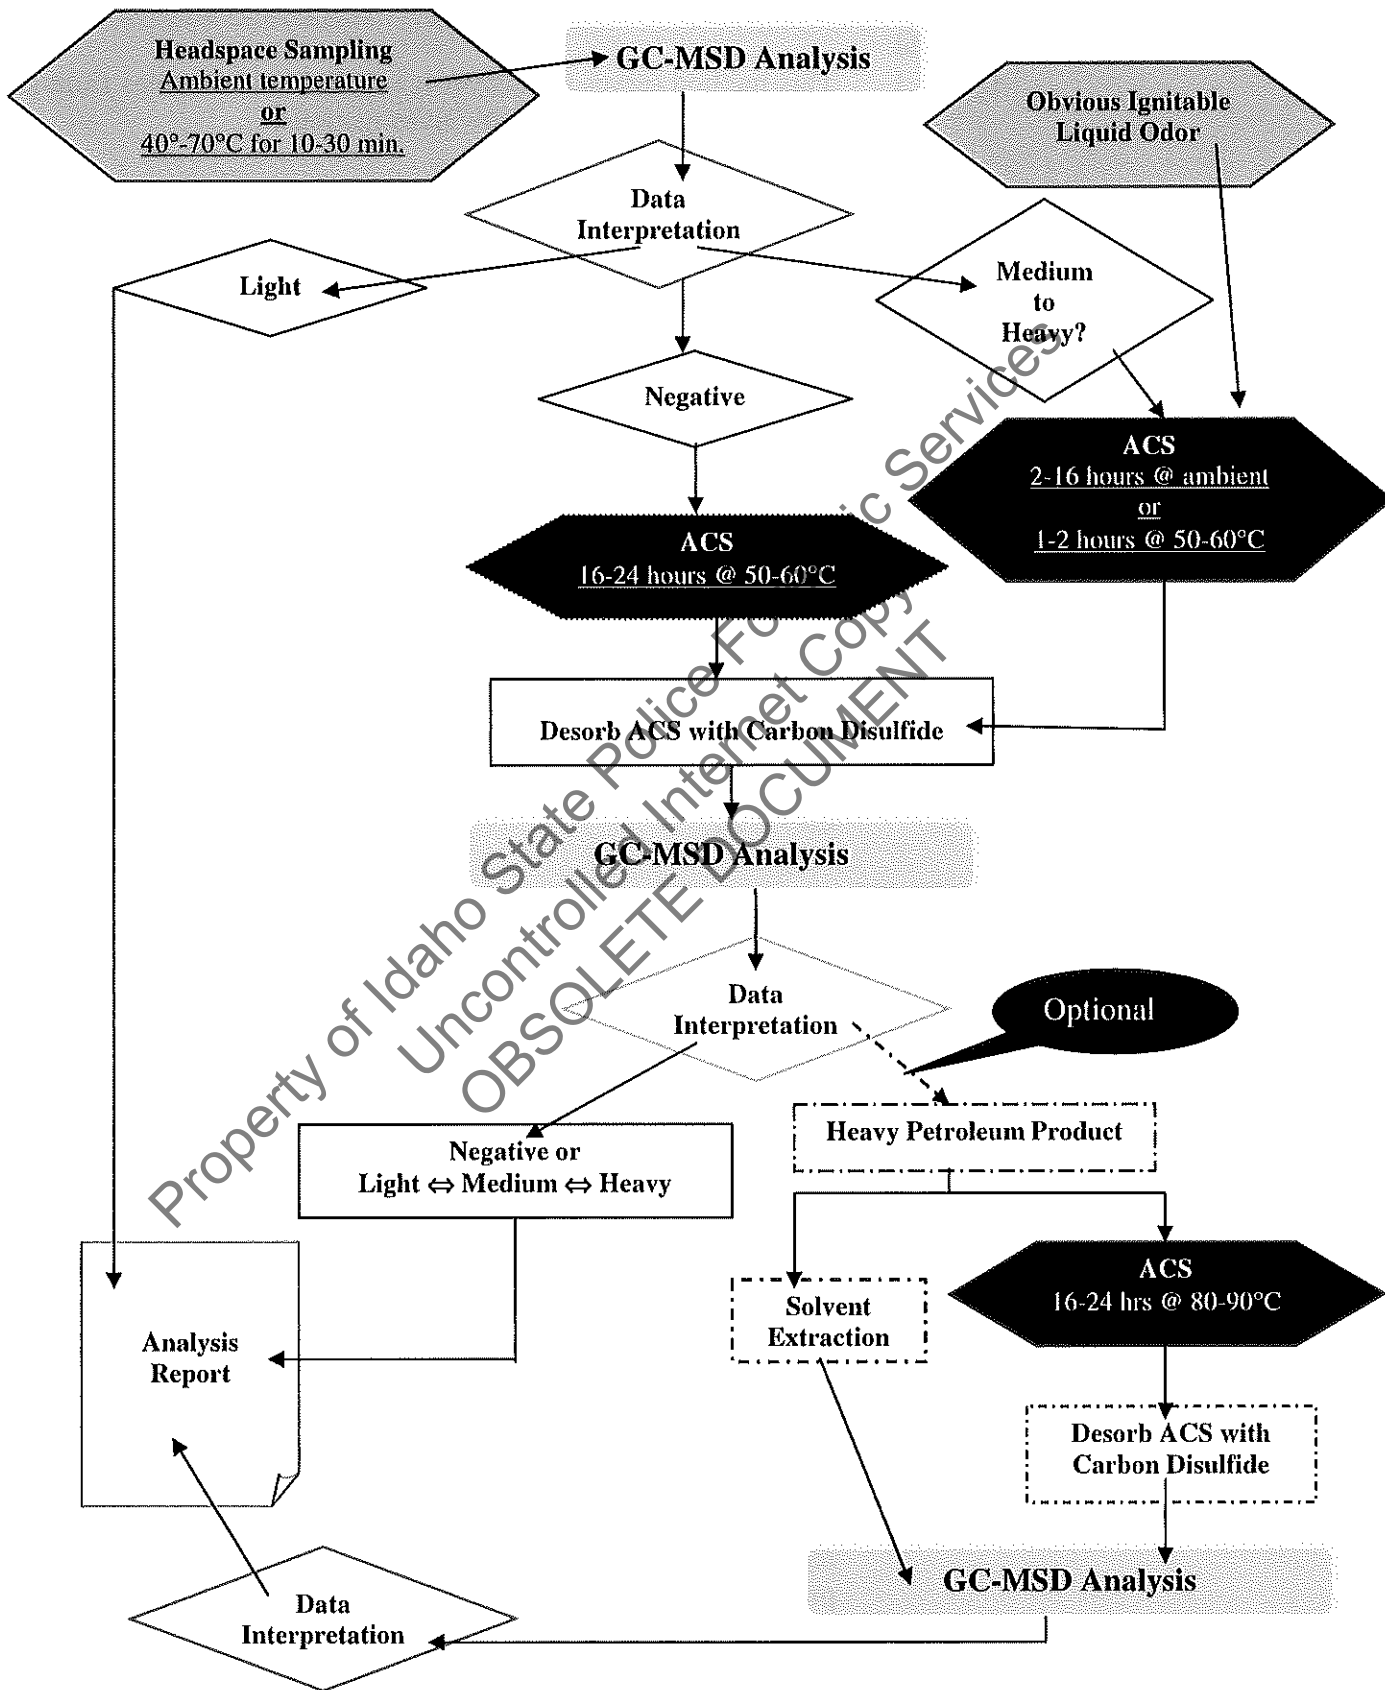 Headspace Sampling
Ambient temperature
or
40°-70°C for 10-30 min.
GC-MSD Analysis
Obvious Ignitable
Liquid Odor
Data
Interpretation
Light
Medium
to
Heavy?
Negative
ACS
2-16 hours @ ambient
or
1-2 hours @ 50-60°C
ACS
16-24 hours @ 50-60°C
Desorb ACS with Carbon Disulfide
GC-MSD Analysis
Data
Interpretation
Optional
Heavy Petroleum Product
Negative or
Light ⇔ Medium ⇔ Heavy
ACS
16-24 hrs @ 80-90°C
Solvent
Extraction
Analysis
Report
Desorb ACS with
Carbon Disulfide
GC-MSD Analysis
Data
Interpretation
Property of Idaho State Police Forensic Services
Uncontrolled Internet Copy
OBSOLETE DOCUMENT